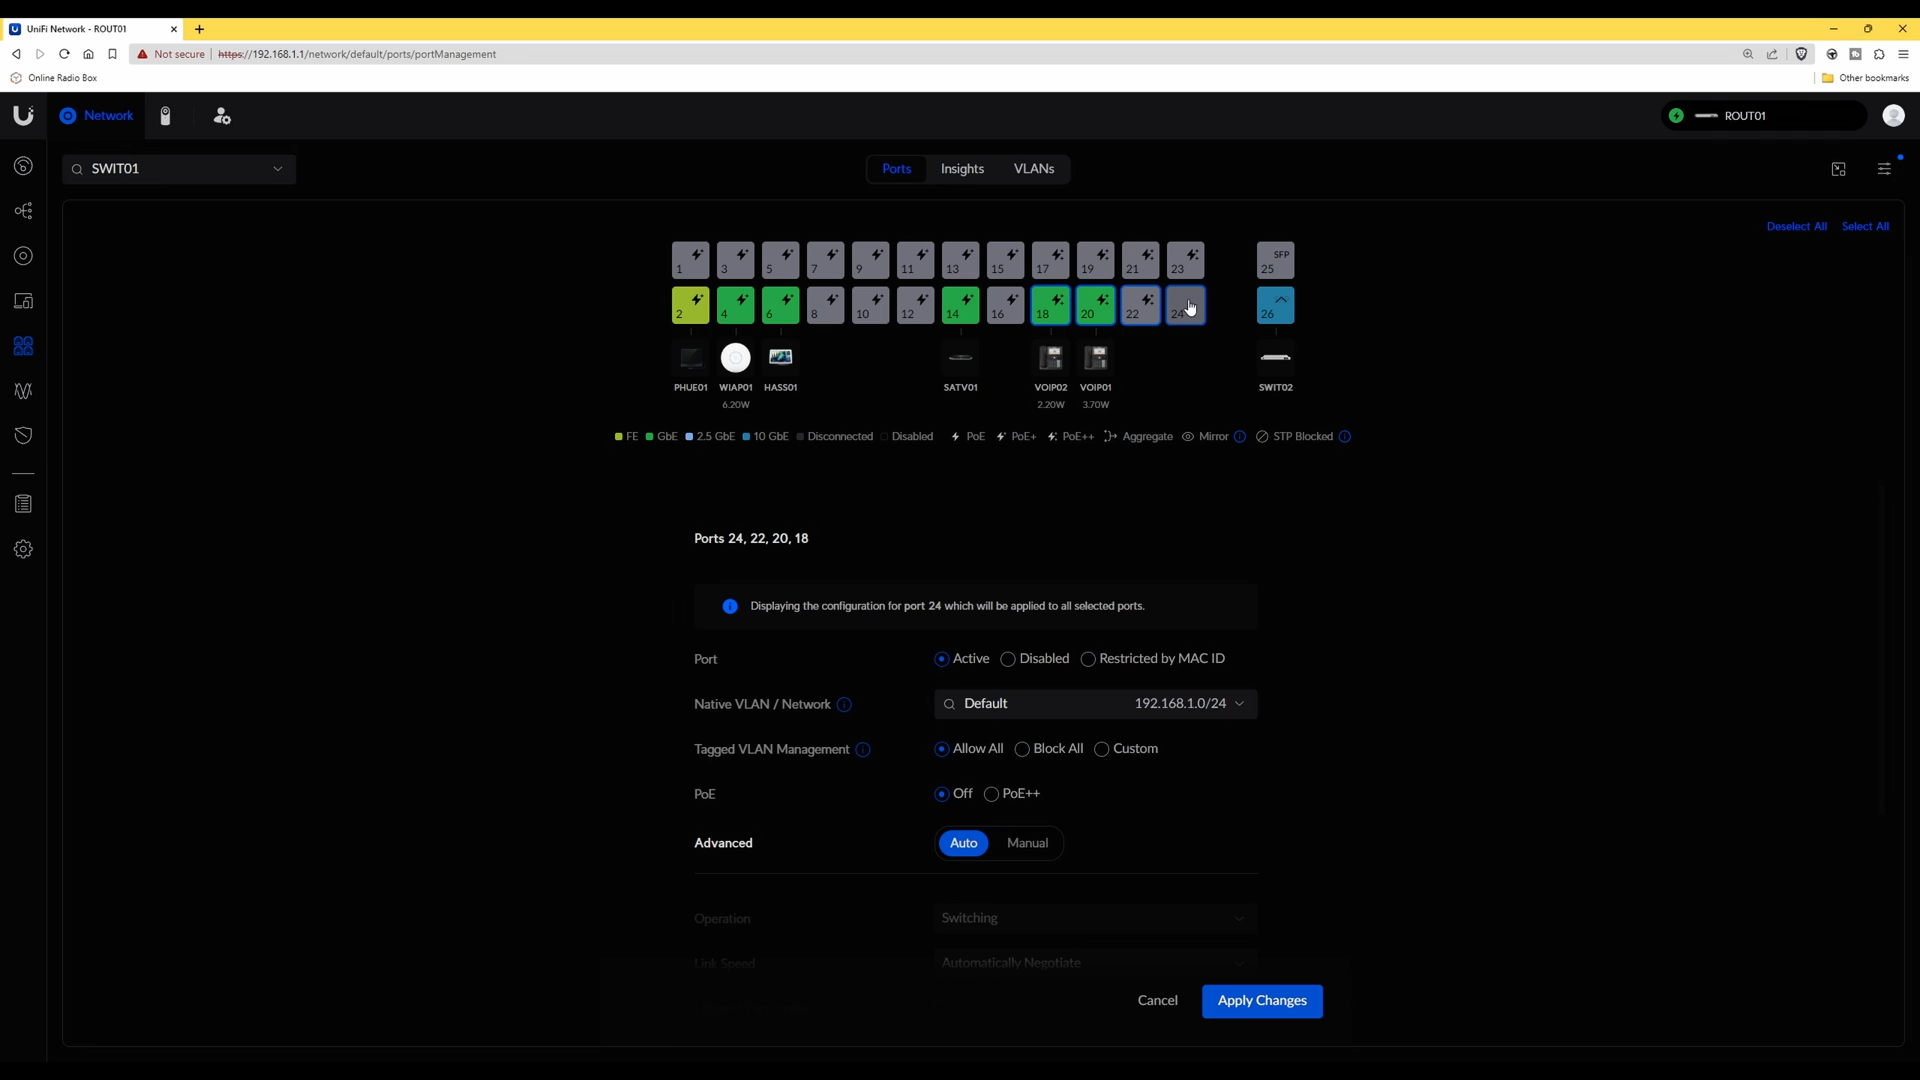 UniFi Network - ROUT01
Not secure https://192.168.1.1/network/default/ports/portManagement
Online Radio Box
Other bookmarks
Network
ROUT01
SWIT01
Ports Insights VLANs
Deselect All Select All
1 3 5 7 9 11 13 15 17 19 21 23 SFP 25
2 4 6 8 10 12 14 16 18 20 22 24 26
PHUE01 WIAP01 HASS01 SATV01 VOIP02 VOIP01 SWIT02
6.20W 2.20W 3.70W
FE GbE 2.5 GbE 10 GbE Disconnected Disabled PoE PoE+ PoE++ Aggregate Mirror STP Blocked
Ports 24, 22, 20, 18
Displaying the configuration for port 24 which will be applied to all selected ports.
Port Active Disabled Restricted by MAC ID
Native VLAN / Network Default 192.168.1.0/24
Tagged VLAN Management Allow All Block All Custom
PoE Off PoE++
Advanced Auto Manual
Operation Switching
Link Speed Automatically Negotiate
Cancel Apply Changes